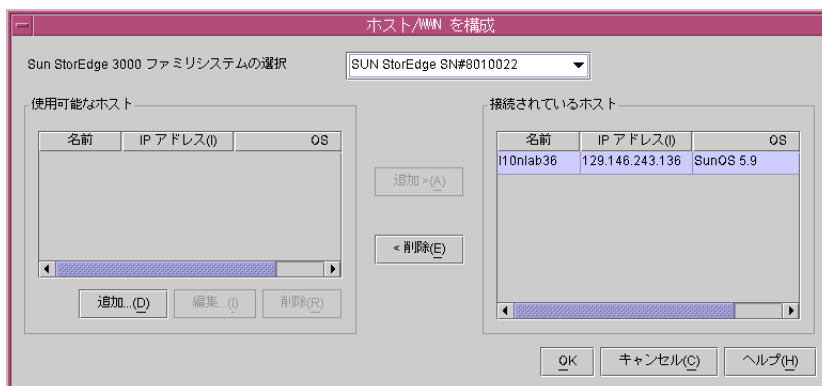 ホスト/WWN を構成
Sun StorEdge 3000 ファミリシステムの選択
SUN StorEdge SN#8010022
使用可能なホスト
名前 IP アドレス(I) OS
追加...(D) 編集...(I) 削除(R)
追加 >(A)
< 削除(E)
接続されているホスト
名前 IP アドレス(I) OS
l10nlab36 129.146.243.136 SunOS 5.9
OK キャンセル(C) ヘルプ(H)